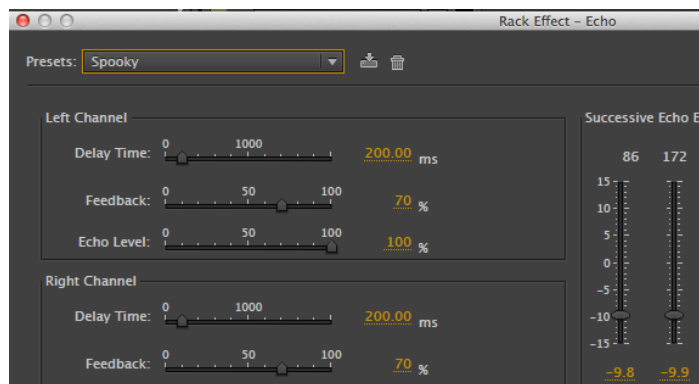 Rack Effect – Echo
Presets: Spooky
Left Channel
0 1000
Delay Time: 200.00 ms
0 50 100
Feedback: 70 %
0 50 100
Echo Level: 100 %
Right Channel
0 1000
Delay Time: 200.00 ms
0 50 100
Feedback: 70 %
Successive Echo E
86 172
15
10
5
0
-5
-10
-15
-9.8 -9.9